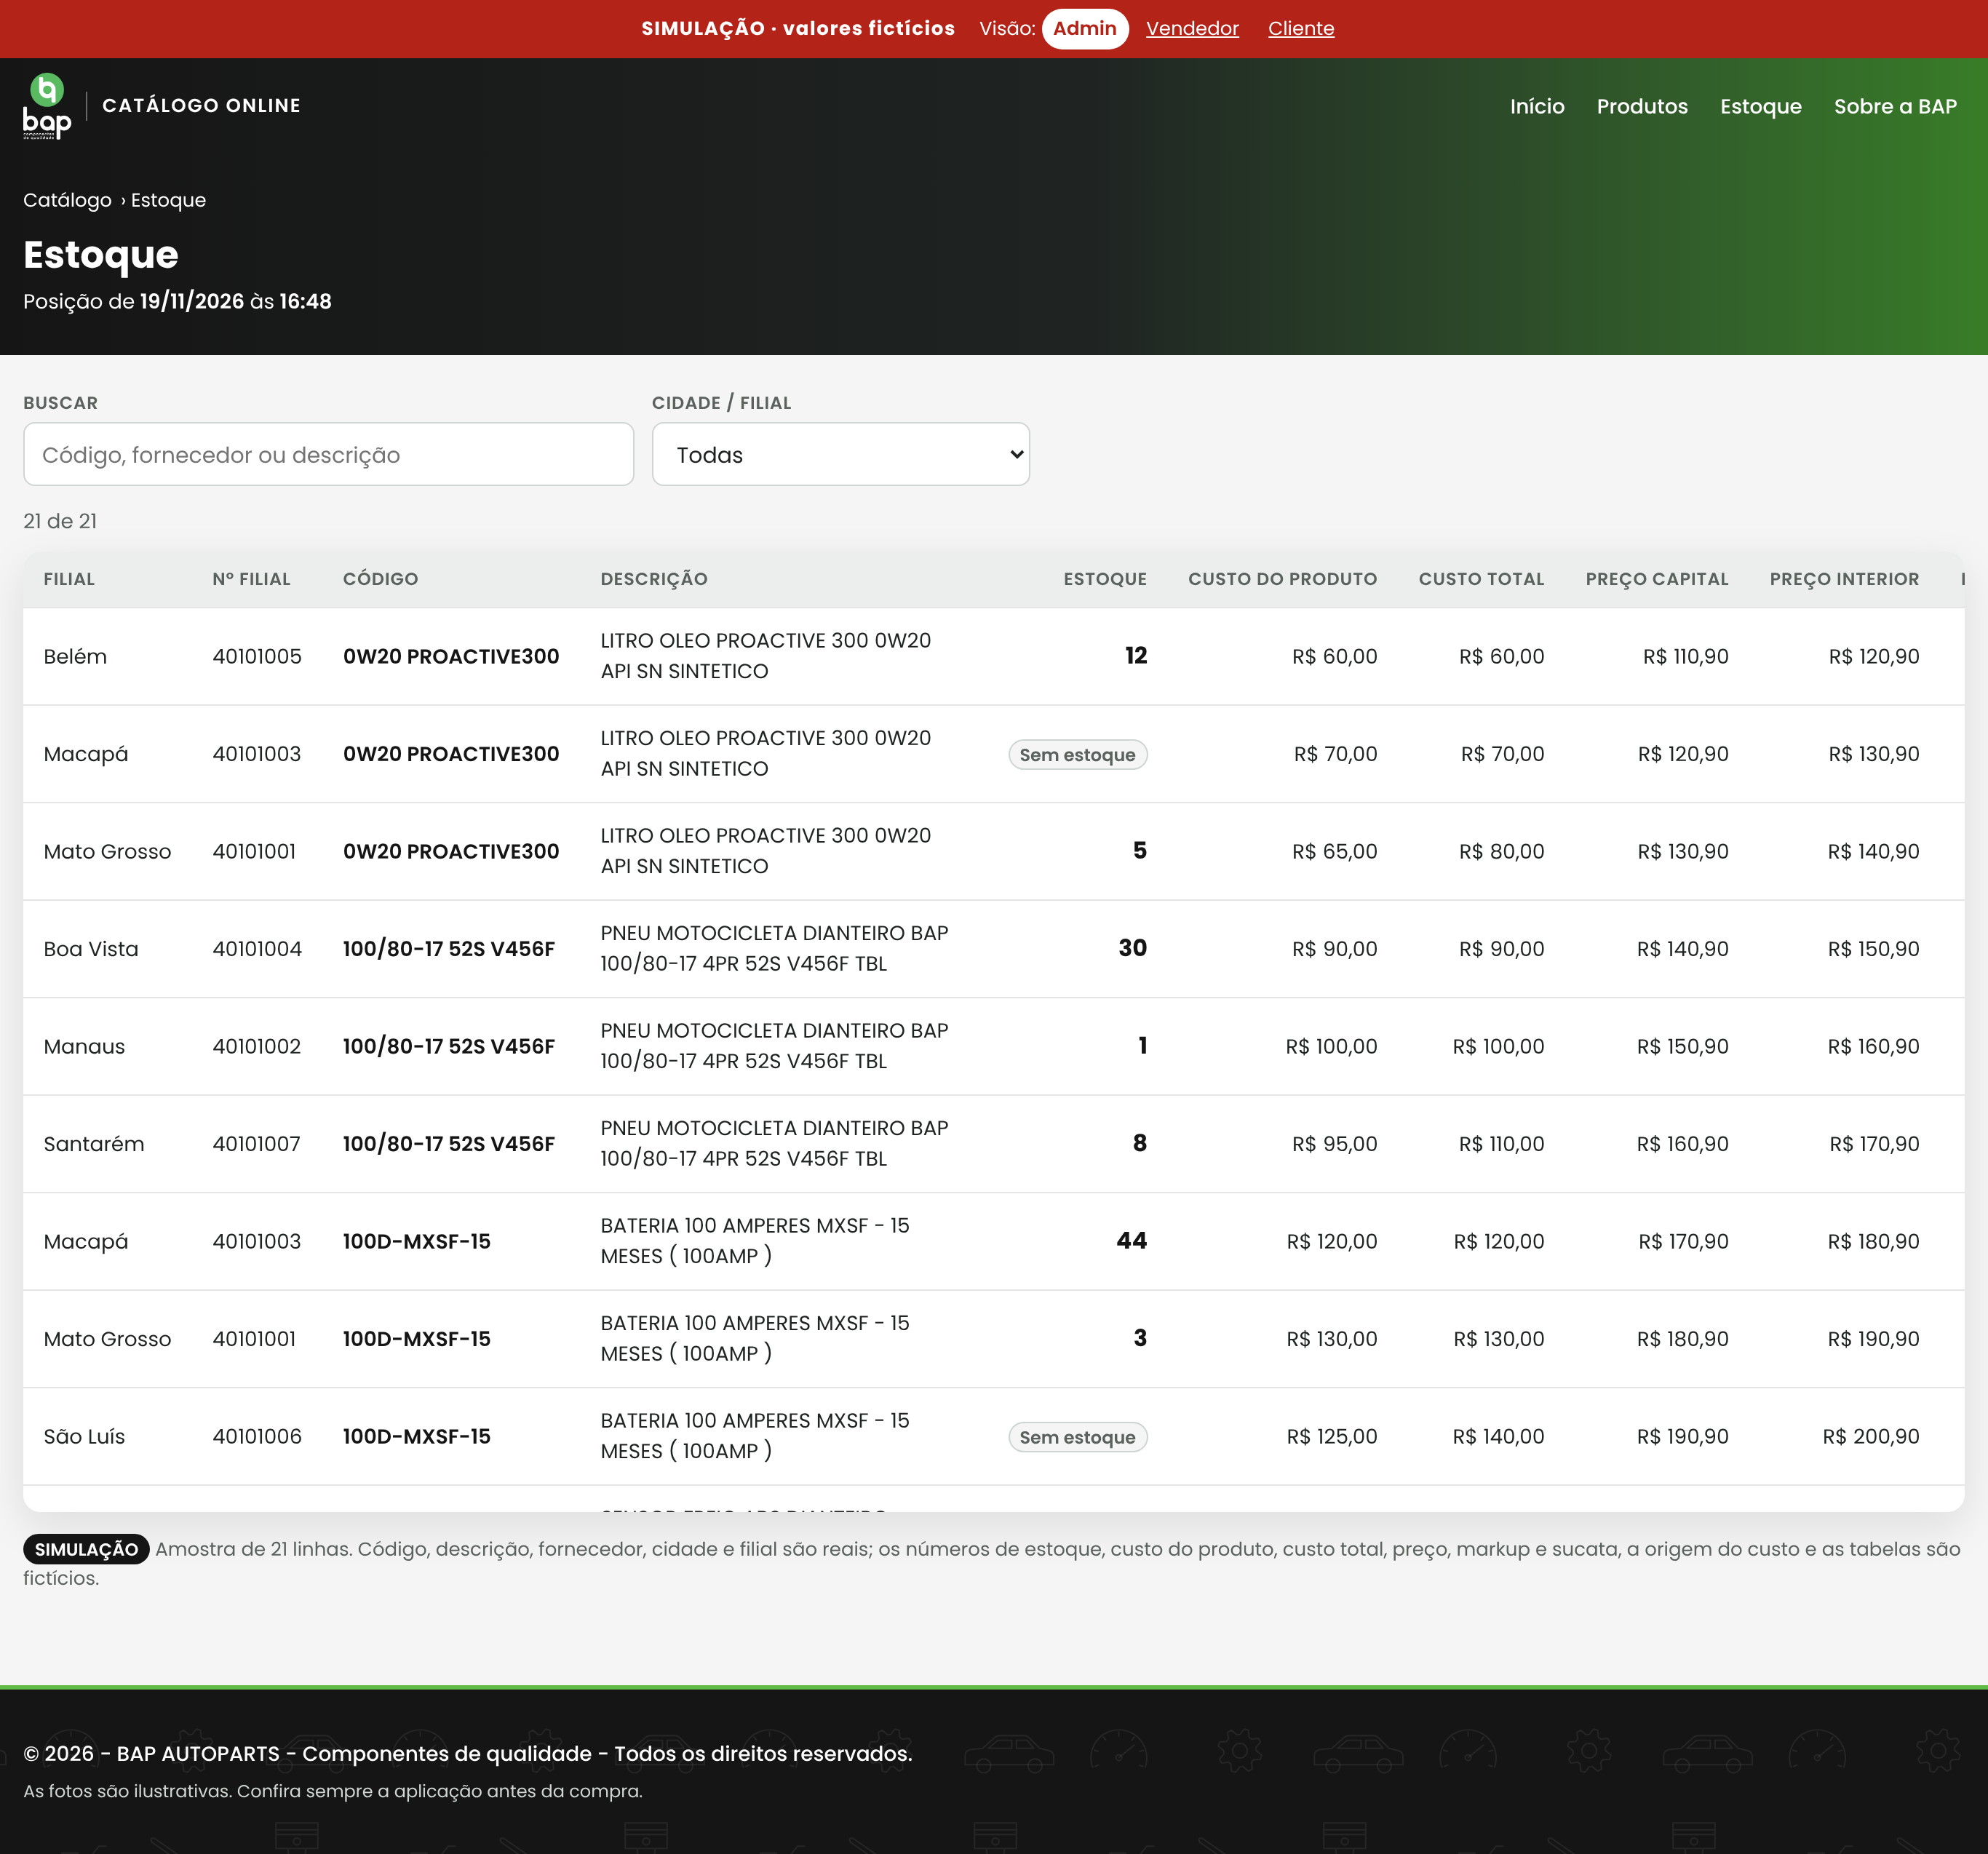 SIMULAÇÃO · valores fictícios Visão: Admin Vendedor Cliente
bap
CATÁLOGO ONLINE
Início Produtos Estoque Sobre a BAP
Catálogo › Estoque
Estoque
Posição de 19/11/2026 às 16:48
BUSCAR CIDADE / FILIAL
Código, fornecedor ou descrição Todas
21 de 21
FILIAL Nº FILIAL CÓDIGO DESCRIÇÃO ESTOQUE CUSTO DO PRODUTO CUSTO TOTAL PREÇO CAPITAL PREÇO INTERIOR
Belém 40101005 0W20 PROACTIVE300 LITRO OLEO PROACTIVE 300 0W20 API SN SINTETICO 12 R$ 60,00 R$ 60,00 R$ 110,90 R$ 120,90
Macapá 40101003 0W20 PROACTIVE300 LITRO OLEO PROACTIVE 300 0W20 API SN SINTETICO Sem estoque R$ 70,00 R$ 70,00 R$ 120,90 R$ 130,90
Mato Grosso 40101001 0W20 PROACTIVE300 LITRO OLEO PROACTIVE 300 0W20 API SN SINTETICO 5 R$ 65,00 R$ 80,00 R$ 130,90 R$ 140,90
Boa Vista 40101004 100/80-17 52S V456F PNEU MOTOCICLETA DIANTEIRO BAP 100/80-17 4PR 52S V456F TBL 30 R$ 90,00 R$ 90,00 R$ 140,90 R$ 150,90
Manaus 40101002 100/80-17 52S V456F PNEU MOTOCICLETA DIANTEIRO BAP 100/80-17 4PR 52S V456F TBL 1 R$ 100,00 R$ 100,00 R$ 150,90 R$ 160,90
Santarém 40101007 100/80-17 52S V456F PNEU MOTOCICLETA DIANTEIRO BAP 100/80-17 4PR 52S V456F TBL 8 R$ 95,00 R$ 110,00 R$ 160,90 R$ 170,90
Macapá 40101003 100D-MXSF-15 BATERIA 100 AMPERES MXSF - 15 MESES ( 100AMP ) 44 R$ 120,00 R$ 120,00 R$ 170,90 R$ 180,90
Mato Grosso 40101001 100D-MXSF-15 BATERIA 100 AMPERES MXSF - 15 MESES ( 100AMP ) 3 R$ 130,00 R$ 130,00 R$ 180,90 R$ 190,90
São Luís 40101006 100D-MXSF-15 BATERIA 100 AMPERES MXSF - 15 MESES ( 100AMP ) Sem estoque R$ 125,00 R$ 140,00 R$ 190,90 R$ 200,90
SIMULAÇÃO Amostra de 21 linhas. Código, descrição, fornecedor, cidade e filial são reais; os números de estoque, custo do produto, custo total, preço, markup e sucata, a origem do custo e as tabelas são
fictícios.
© 2026 - BAP AUTOPARTS - Componentes de qualidade - Todos os direitos reservados.
As fotos são ilustrativas. Confira sempre a aplicação antes da compra.